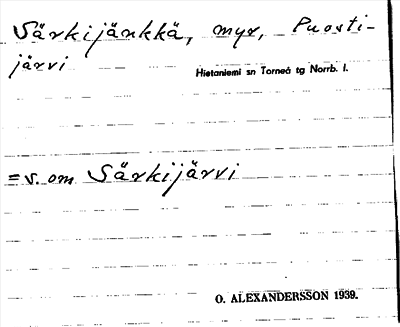 Särkijänkkä, myr, Puosti-
järvi
Hietaniemi sn Torneå tg Norrb. l.
= s. om Särkijärvi
O. ALEXANDERSSON 1939.